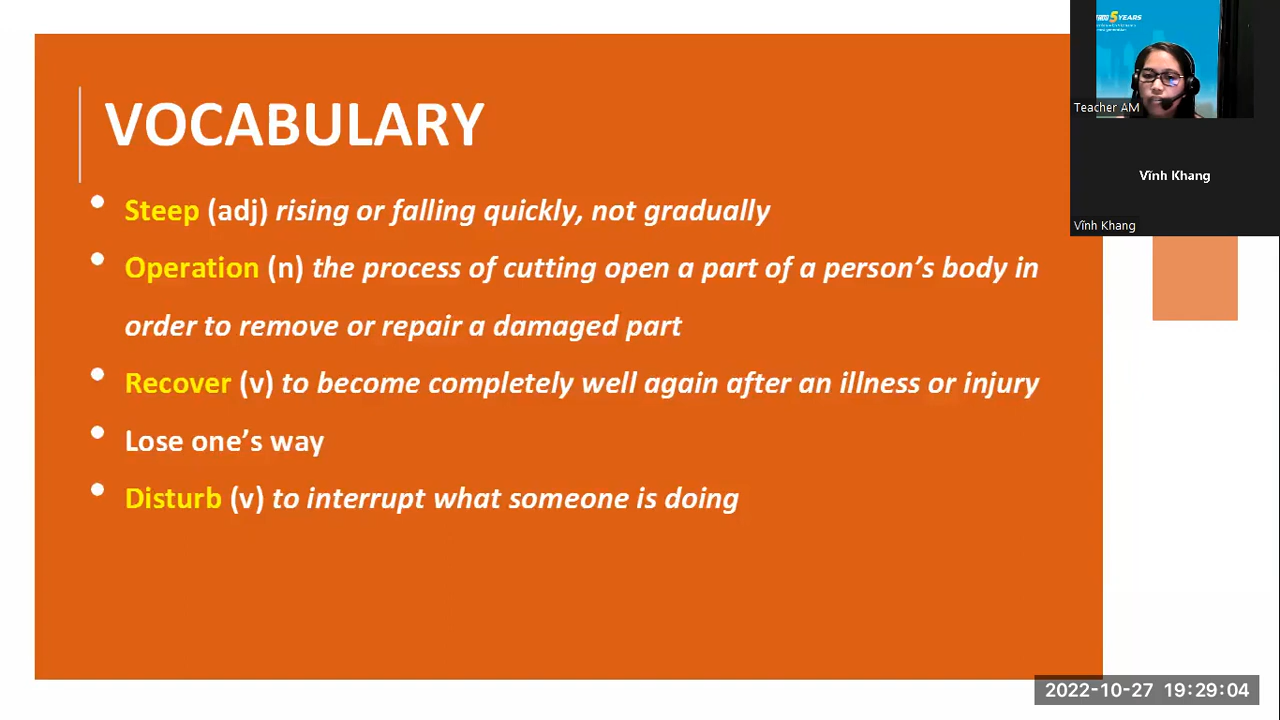 VOCABULARY
Steep (adj) rising or falling quickly, not gradually
Operation (n) the process of cutting open a part of a person’s body in
order to remove or repair a damaged part
Recover (v) to become completely well again after an illness or injury
Lose one’s way
Disturb (v) to interrupt what someone is doing
5 YEARS
Teacher AM
Vĩnh Khang
Vĩnh Khang
2022-10-27 19:29:04